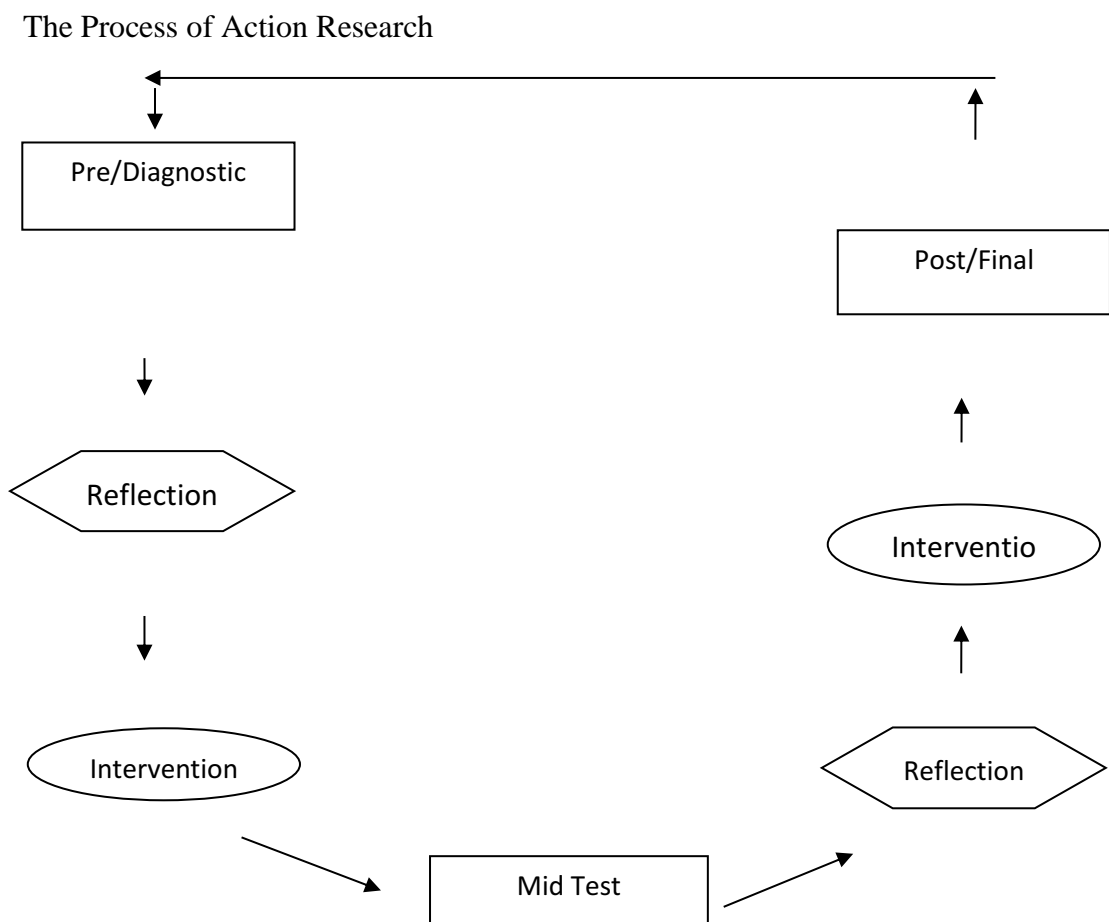 The Process of Action Research
Pre/Diagnostic
Post/Final
Reflection
Interventio
Intervention
Reflection
Mid Test